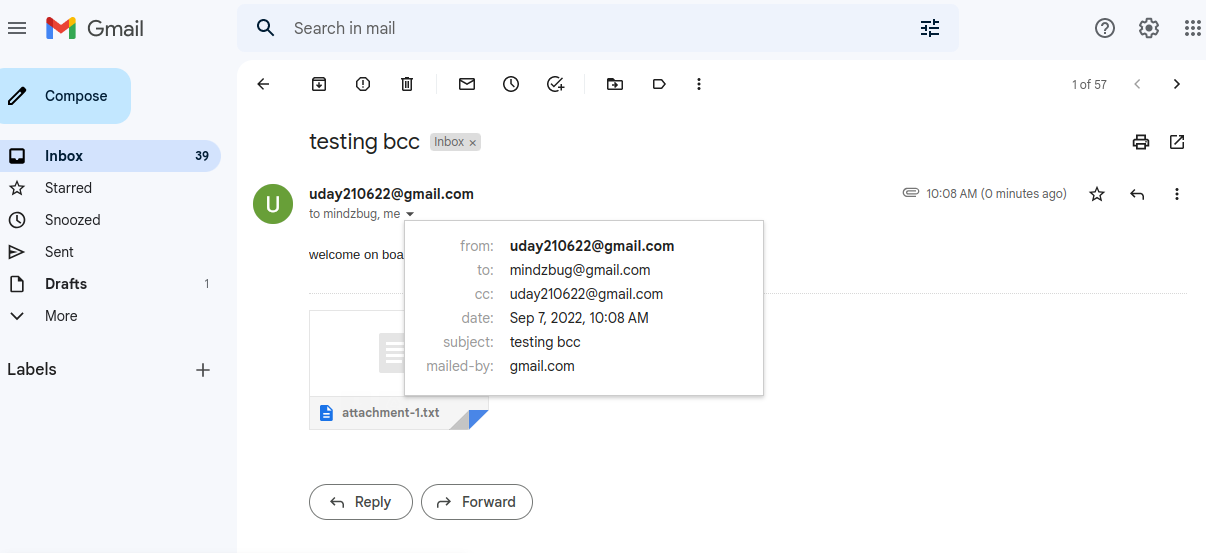 Gmail
Search in mail
Compose
1 of 57
Inbox 39
Starred
Snoozed
Sent
Drafts 1
More
Labels
testing bcc Inbox ×
U
uday210622@gmail.com
10:08 AM (0 minutes ago)
to mindzbug, me
welcome on boa
from: uday210622@gmail.com
to: mindzbug@gmail.com
cc: uday210622@gmail.com
date: Sep 7, 2022, 10:08 AM
subject: testing bcc
mailed-by: gmail.com
attachment-1.txt
Reply
Forward